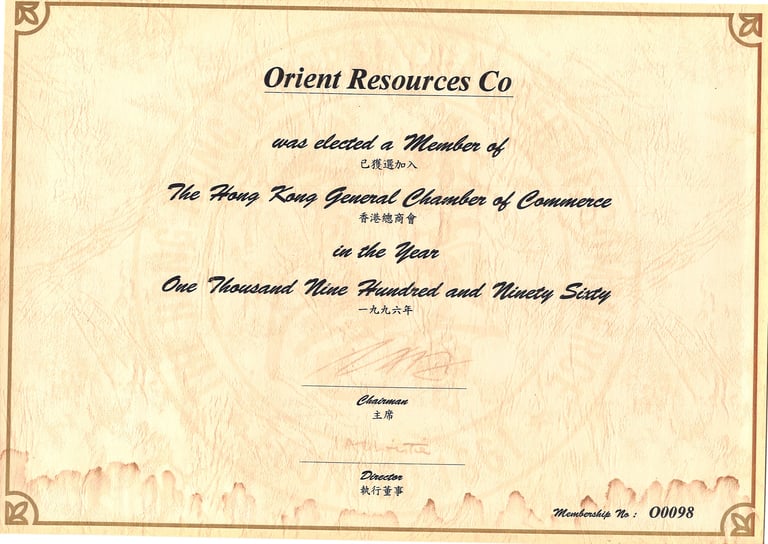 Orient Resources Co
was elected a Member of
已獲選加入
The Hong Kong General Chamber of Commerce
香港總商會
in the Year
One Thousand Nine Hundred and Ninety Sixty
一九九六年
Chairman
主席
Director
執行董事
Membership No : O0098